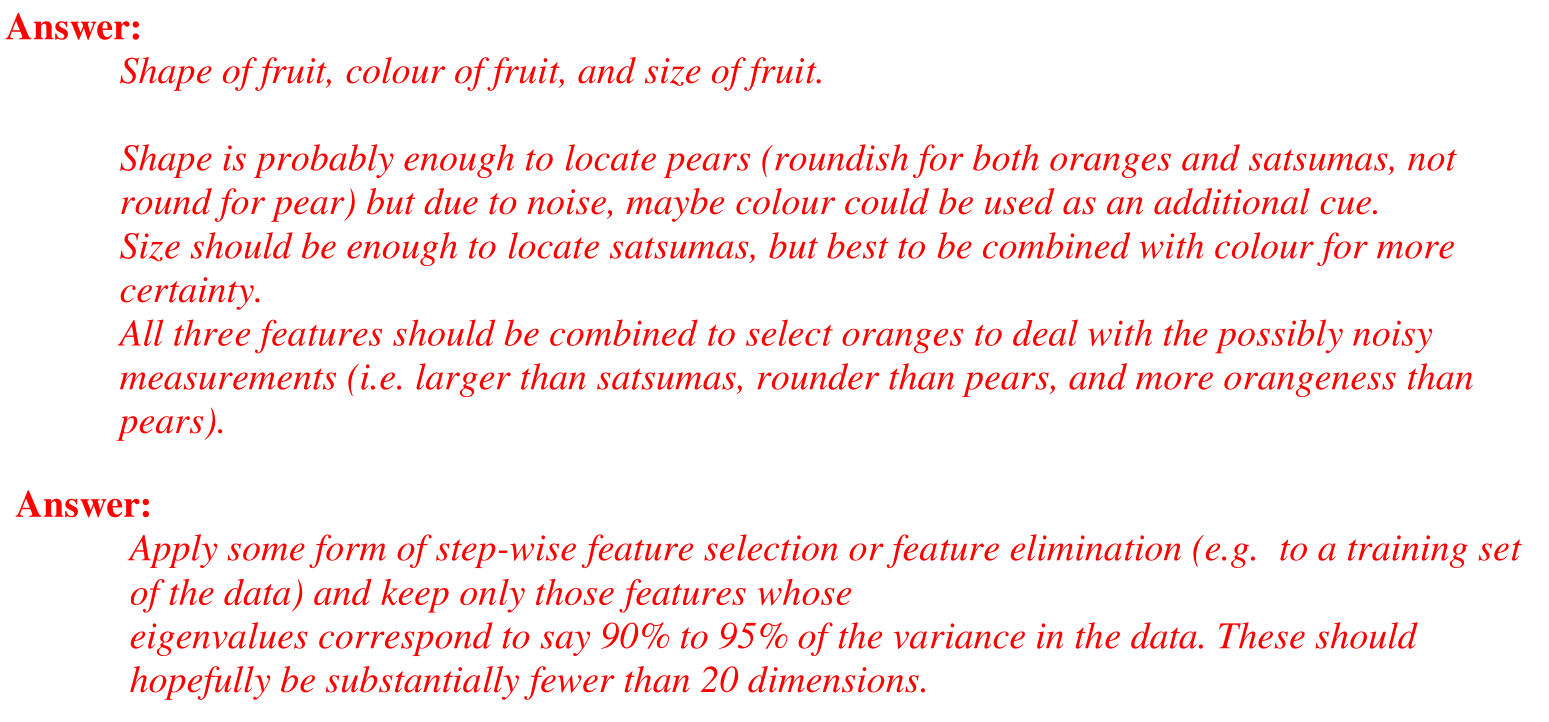 Answer:
Shape of fruit, colour of fruit, and size of fruit.
Shape is probably enough to locate pears (roundish for both oranges and satsumas, not
round for pear) but due to noise, maybe colour could be used as an additional cue.
Size should be enough to locate satsumas, but best to be combined with colour for more
certainty.
All three features should be combined to select oranges to deal with the possibly noisy
measurements (i.e. larger than satsumas, rounder than pears, and more orangeness than
pears).
Answer:
Apply some form of step-wise feature selection or feature elimination (e.g. to a training set
of the data) and keep only those features whose
eigenvalues correspond to say 90% to 95% of the variance in the data. These should
hopefully be substantially fewer than 20 dimensions.